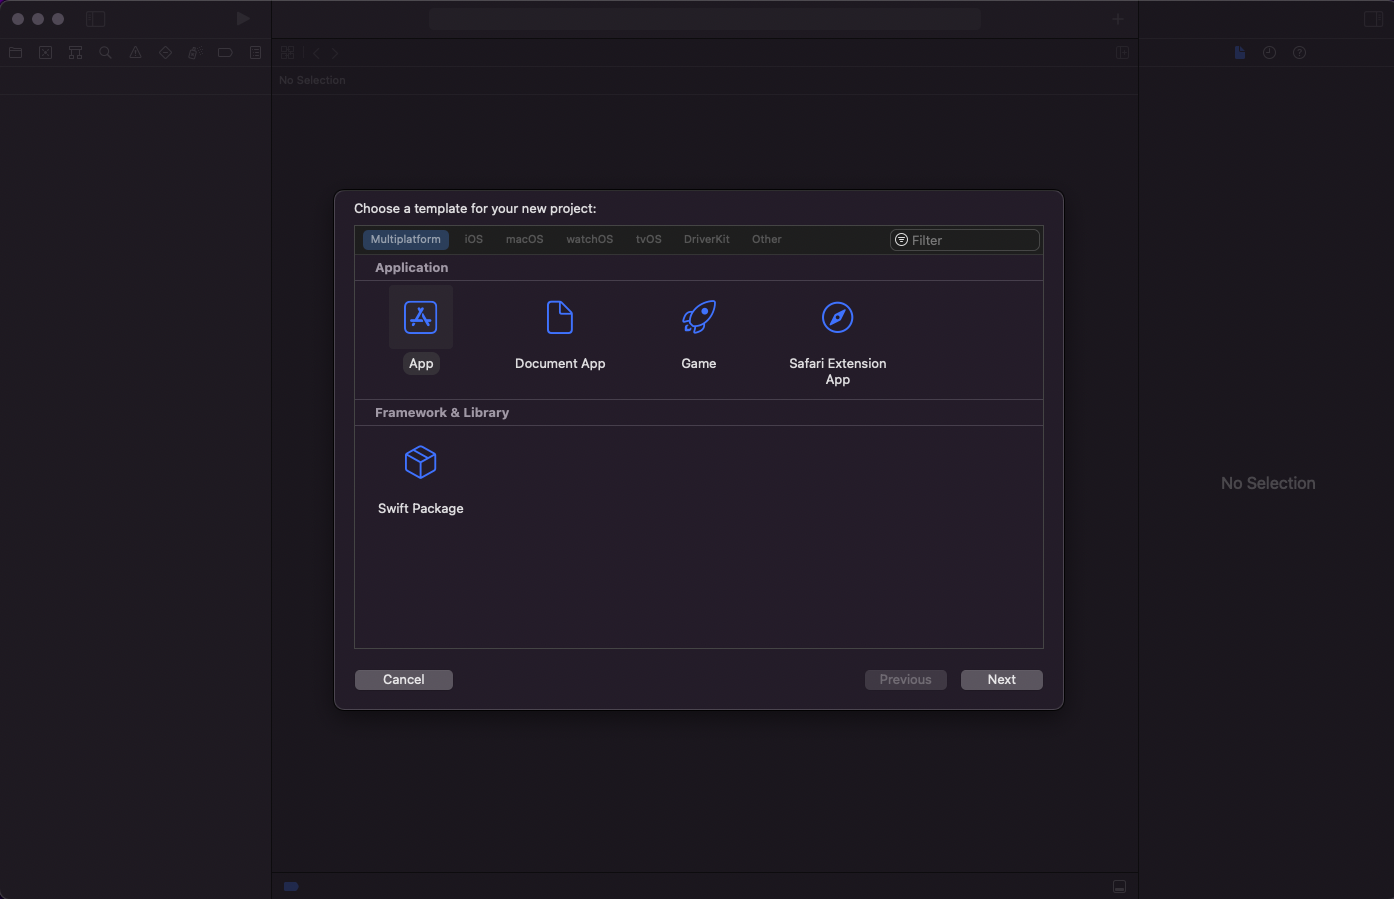 No Selection
Choose a template for your new project:
Multiplatform iOS macOS watchOS tvOS DriverKit Other Filter
Application
App Document App Game Safari Extension App
Framework & Library
Swift Package
No Selection
Cancel Previous Next